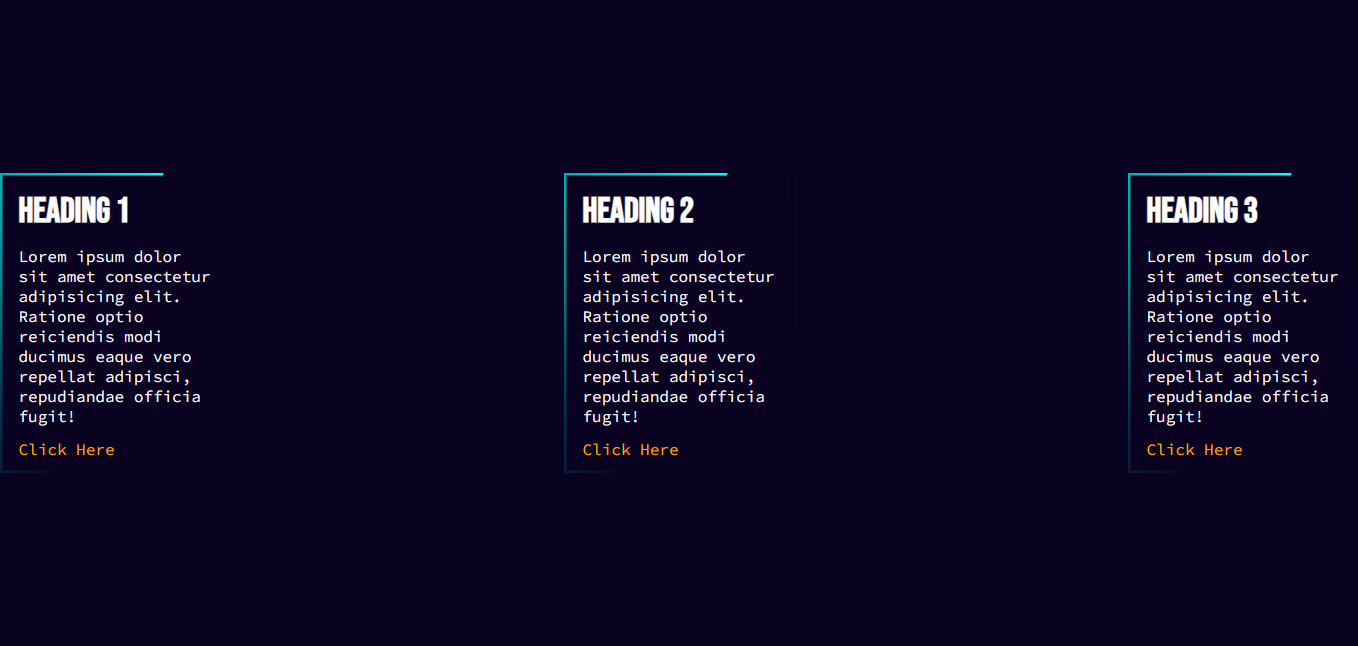 HEADING 1
Lorem ipsum dolor
sit amet consectetur
adipisicing elit.
Ratione optio
reiciendis modi
ducimus eaque vero
repellat adipisci,
repudiandae officia
fugit!
Click Here
HEADING 2
Lorem ipsum dolor
sit amet consectetur
adipisicing elit.
Ratione optio
reiciendis modi
ducimus eaque vero
repellat adipisci,
repudiandae officia
fugit!
Click Here
HEADING 3
Lorem ipsum dolor
sit amet consectetur
adipisicing elit.
Ratione optio
reiciendis modi
ducimus eaque vero
repellat adipisci,
repudiandae officia
fugit!
Click Here